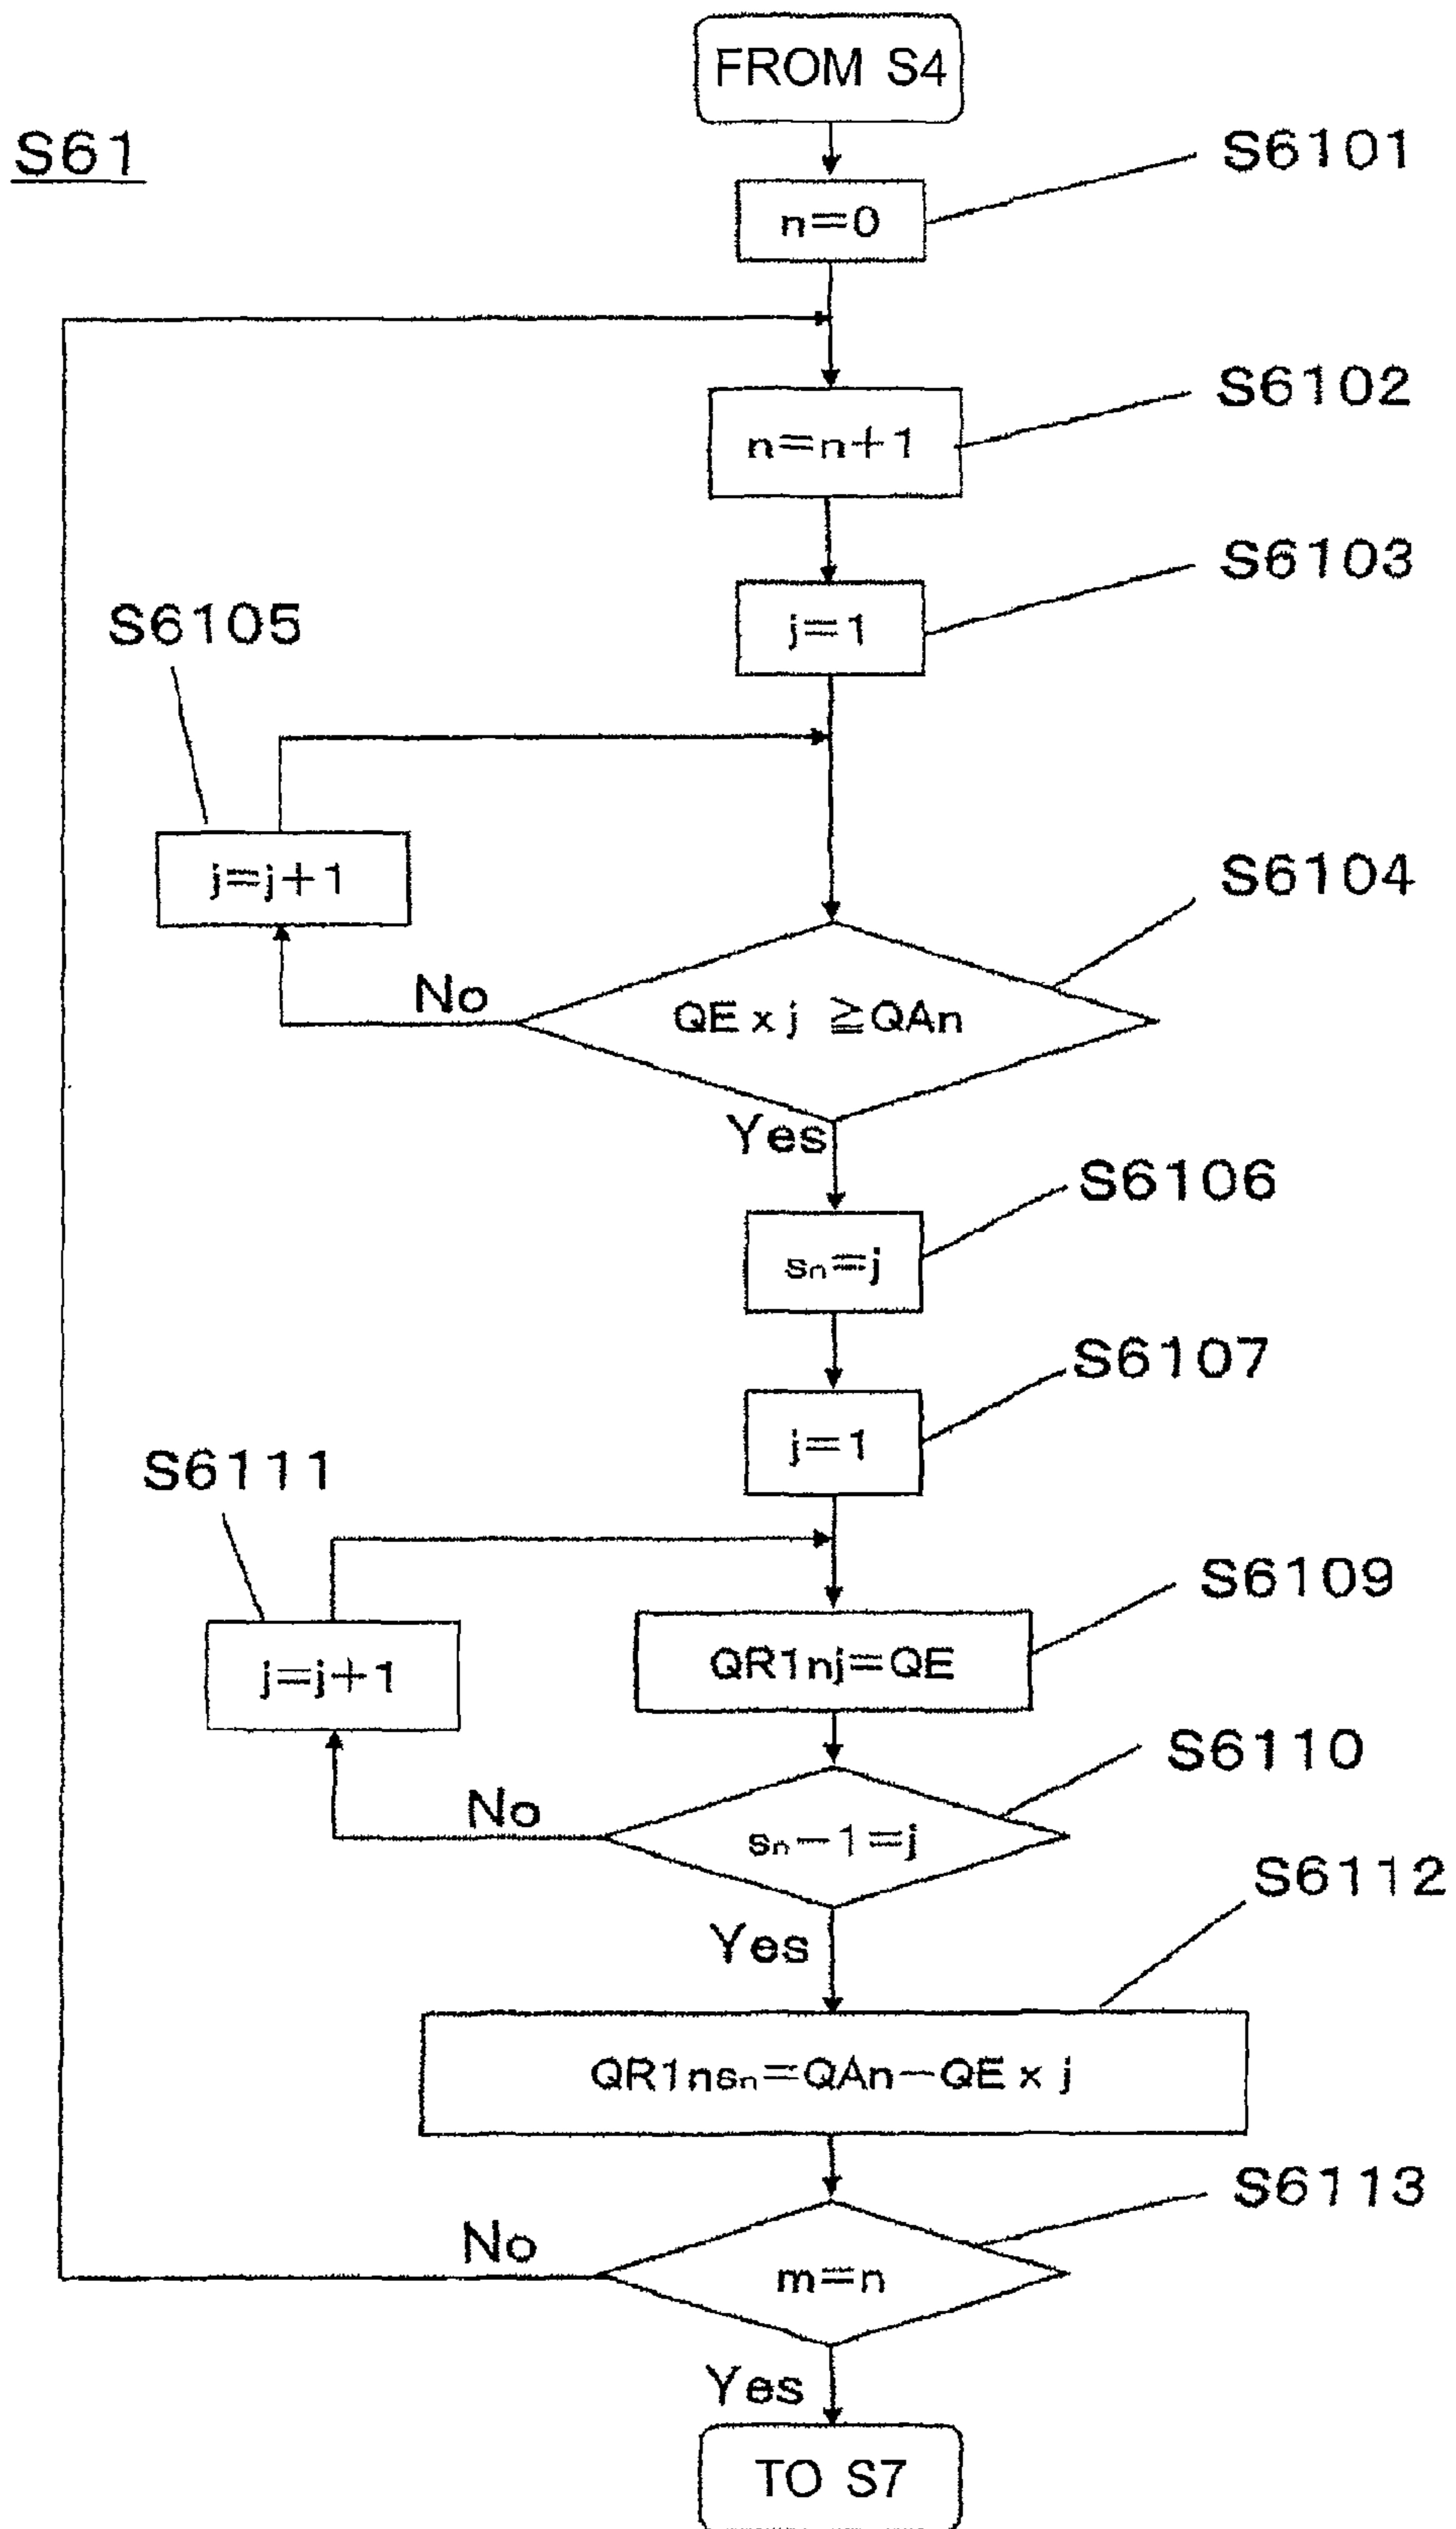 FROM S4
S61
S6101
n=0
S6102
n=n+1
S6103
j=1
S6105
j=j+1
S6104
No
QE x j ≧QAn
Yes
S6106
sn=j
S6107
j=1
S6111
S6109
j=j+1
QR1nj=QE
S6110
No
sn−1=j
S6112
Yes
QR1nsn=QAn−QE x j
S6113
No
m=n
Yes
TO S7